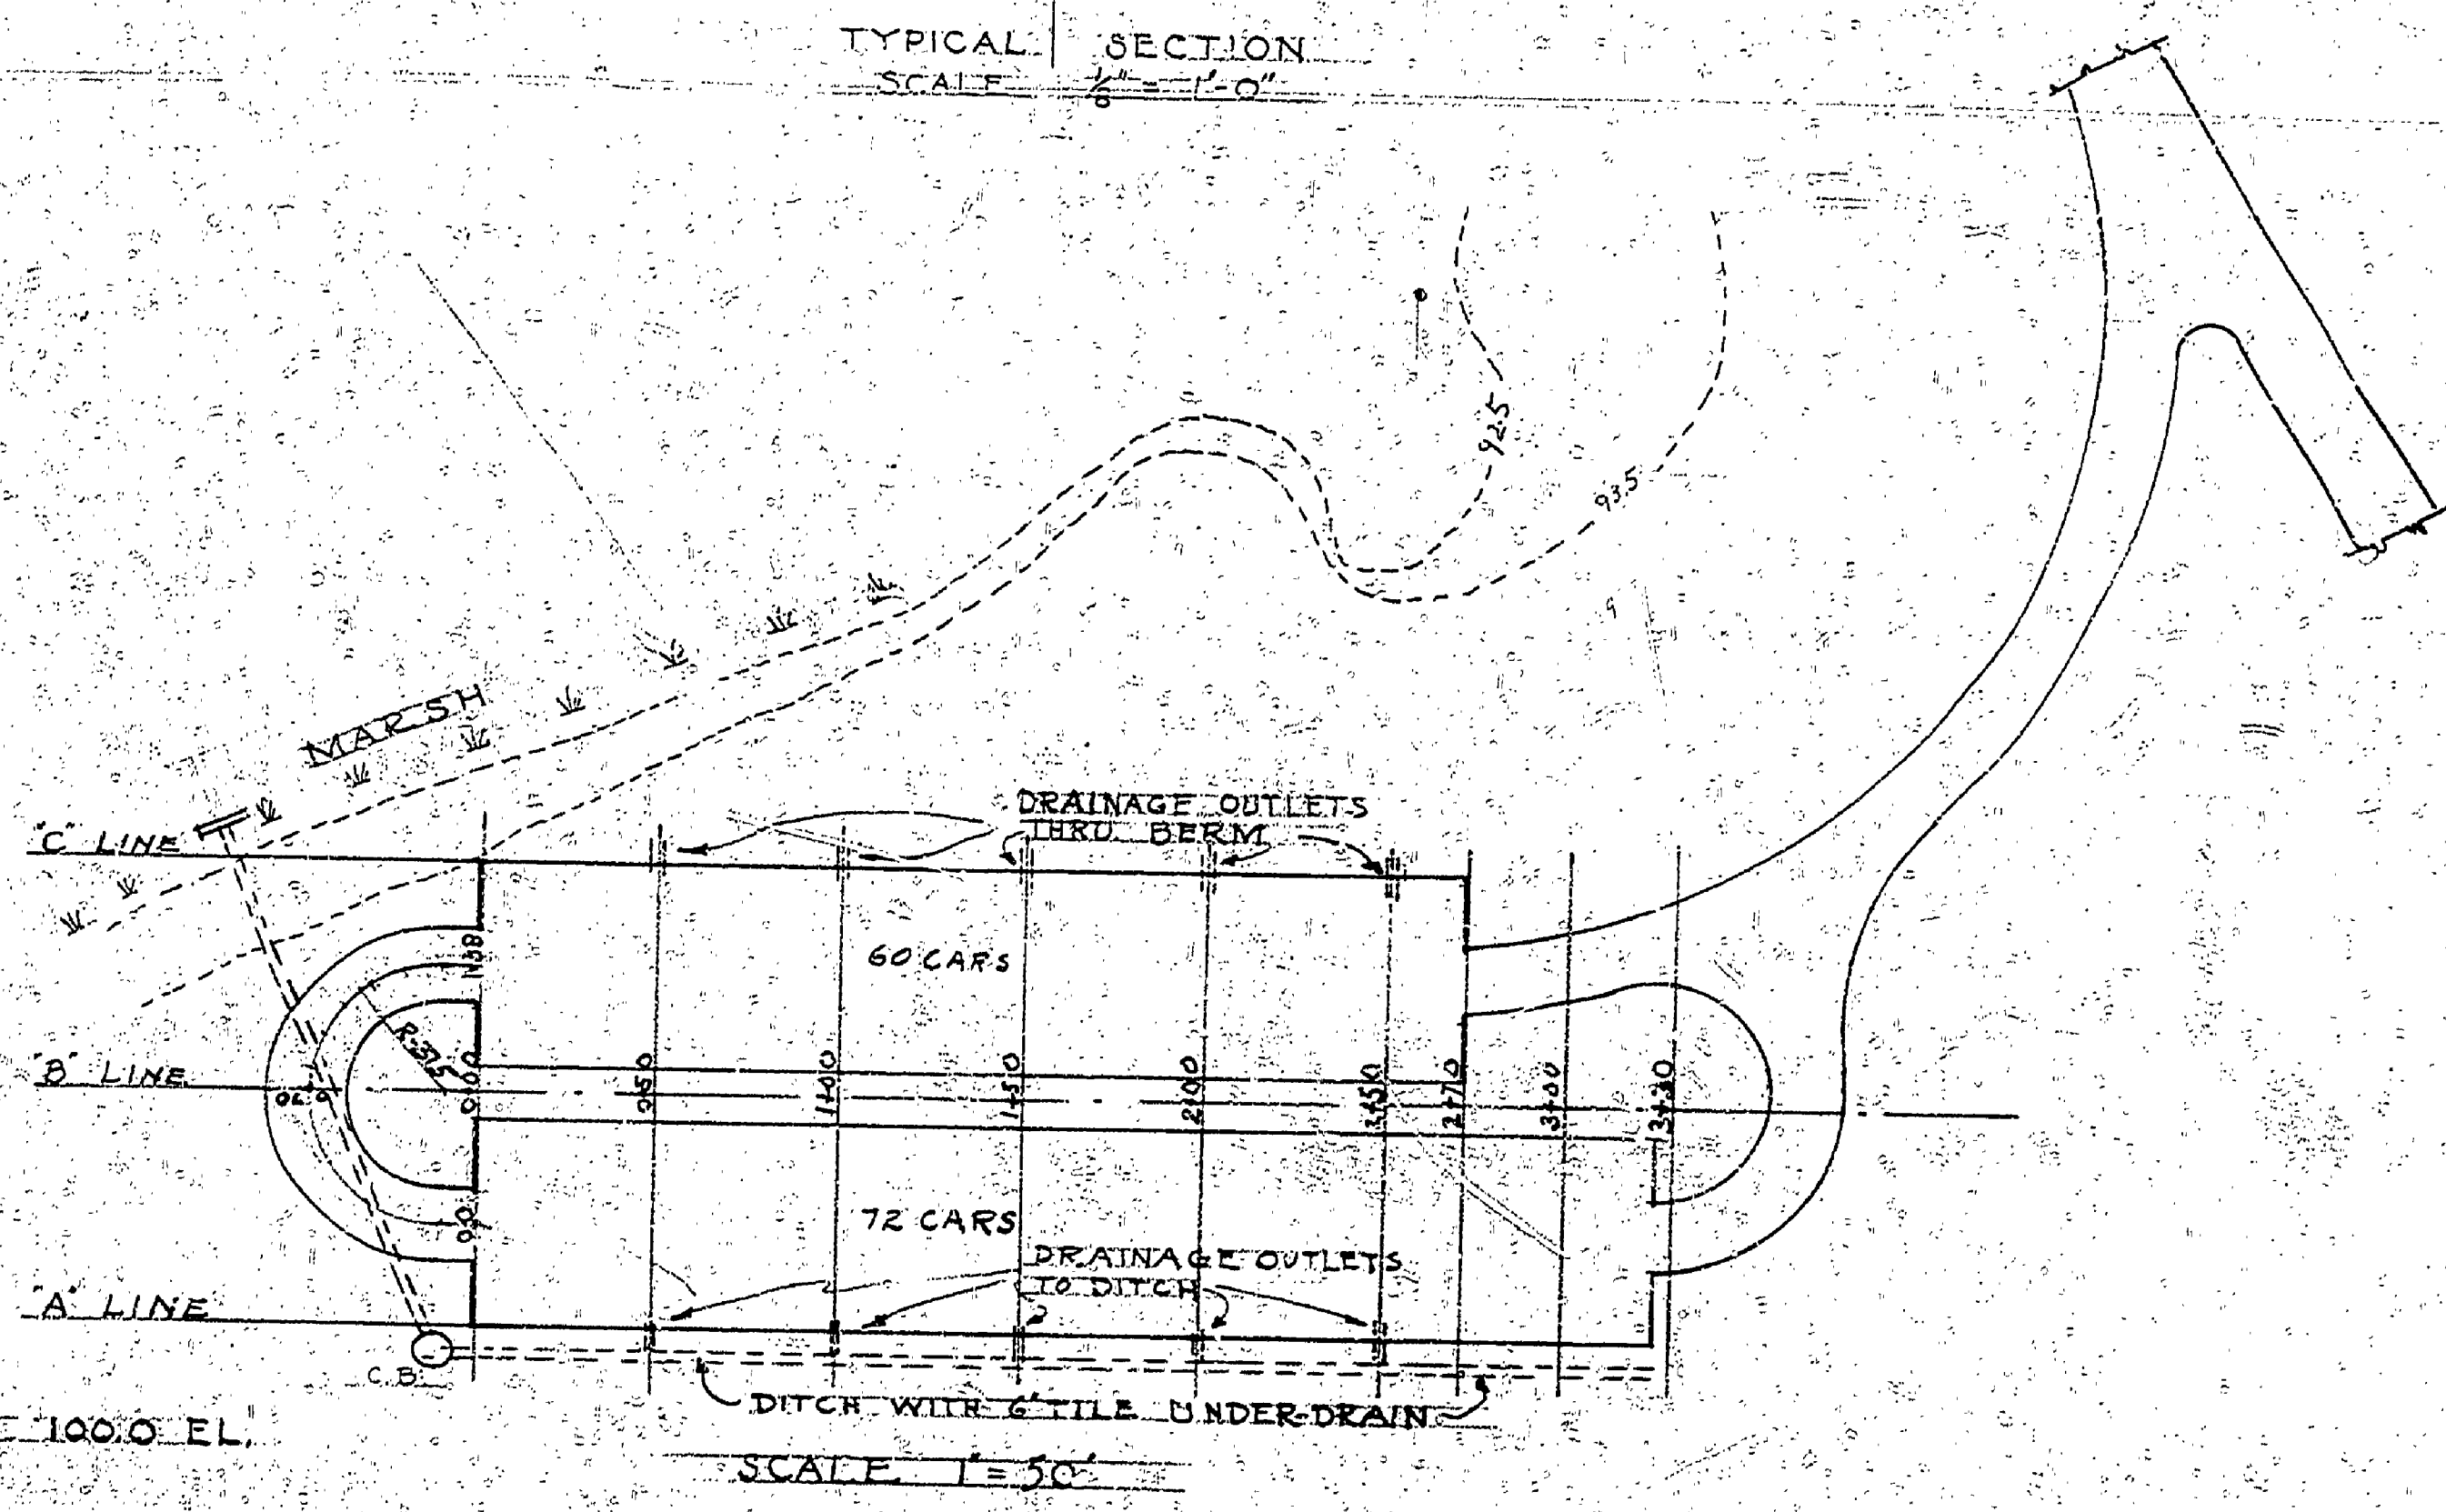 TYPICAL SECTION
SCALE 1/8" = 1'-0"
92.5
93.5
MARSH
"C" LINE
DRAINAGE OUTLETS
THRU BERM
60 CARS
R-37.5
"B" LINE
0+00
0+50
1+00
1+50
2+00
2+50
2+70
3+00
3+30
72 CARS
DRAINAGE OUTLETS
TO DITCH
"A" LINE
C.B.
DITCH WITH 6" TILE UNDER-DRAIN
100.0 EL.
SCALE 1" = 50'